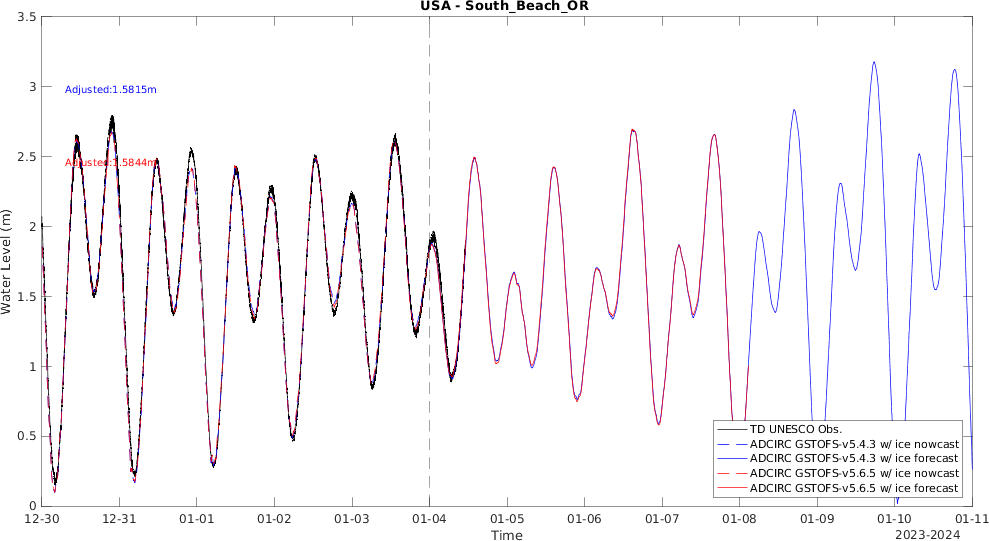 USA - South_Beach_OR
3.5
3
2.5
2
1.5
1
0.5
0
Water Level (m)
Adjusted:1.5815m
Adjusted:1.5844m
TD UNESCO Obs.
ADCIRC GSTOFS-v5.4.3 w/ ice nowcast
ADCIRC GSTOFS-v5.4.3 w/ ice forecast
ADCIRC GSTOFS-v5.6.5 w/ ice nowcast
ADCIRC GSTOFS-v5.6.5 w/ ice forecast
12-30 12-31 01-01 01-02 01-03 01-04 01-05 01-06 01-07 01-08 01-09 01-10 01-11
Time
2023-2024